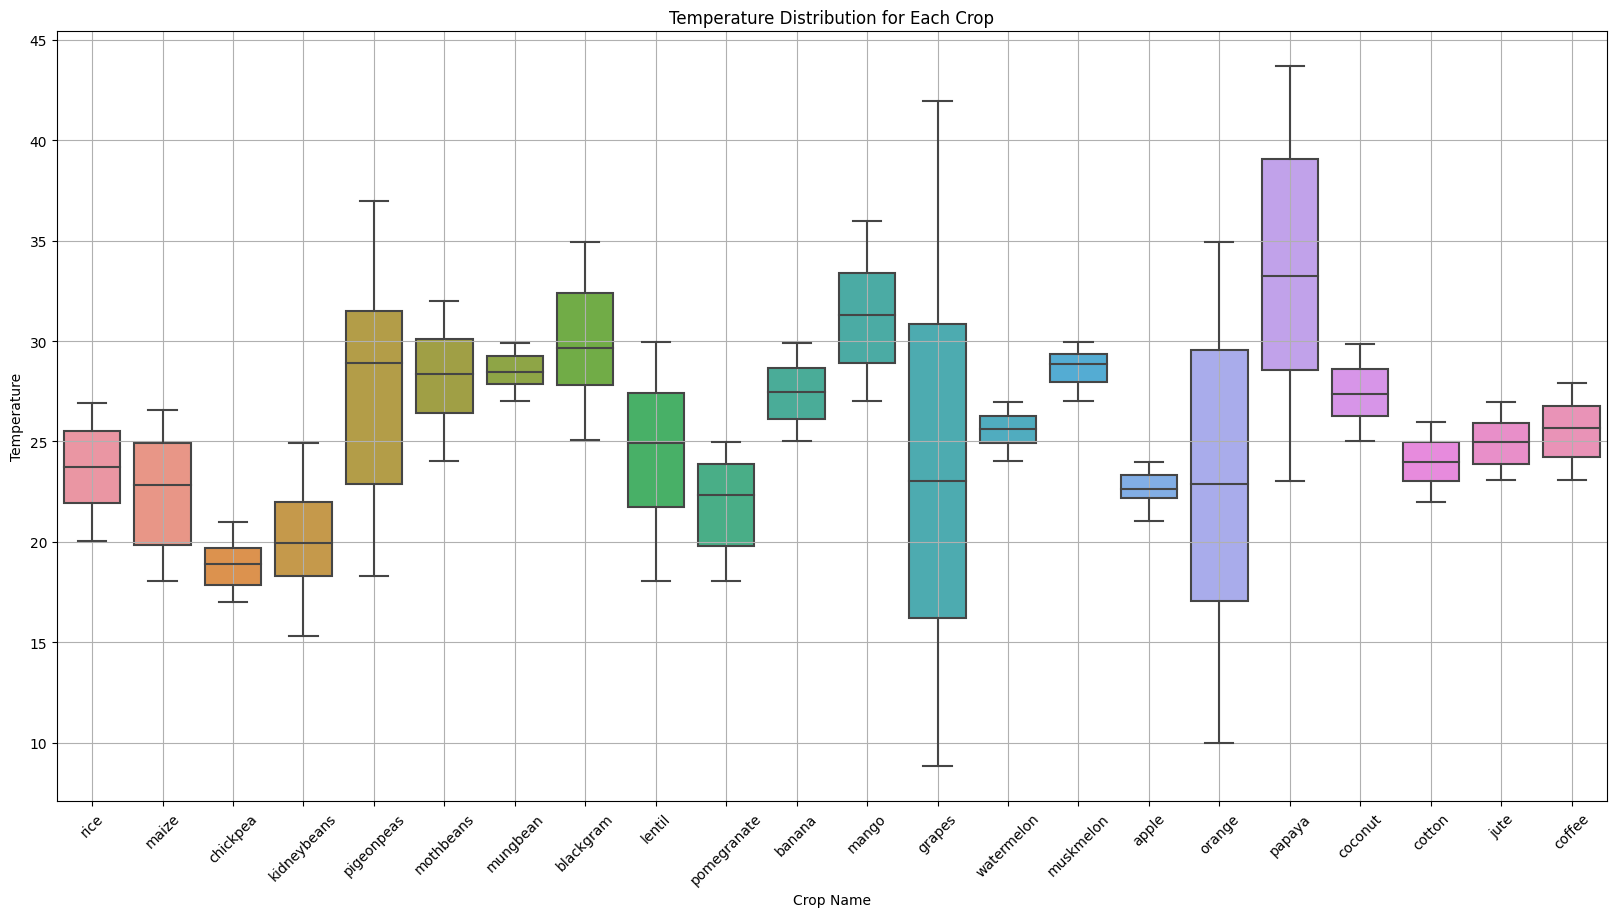 Temperature Distribution for Each Crop
45
40
35
30
25
20
15
10
Temperature
rice
maize
chickpea
kidneybeans
pigeonpeas
mothbeans
mungbean
blackgram
lentil
pomegranate
banana
mango
grapes
watermelon
muskmelon
apple
orange
papaya
coconut
cotton
jute
coffee
Crop Name